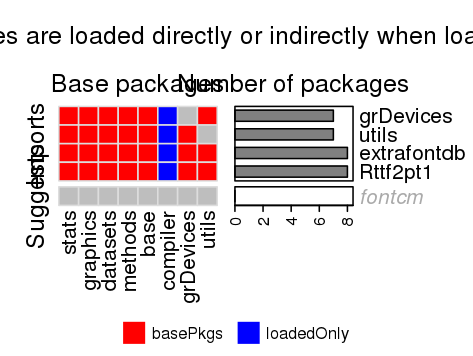 es are loaded directly or indirectly when loa
Base packages
Number of packages
Imports
Suggests
grDevices
utils
extrafontdb
Rttf2pt1
fontcm
stats
graphics
datasets
methods
base
compiler
grDevices
utils
0 2 4 6 8
basePkgs
loadedOnly